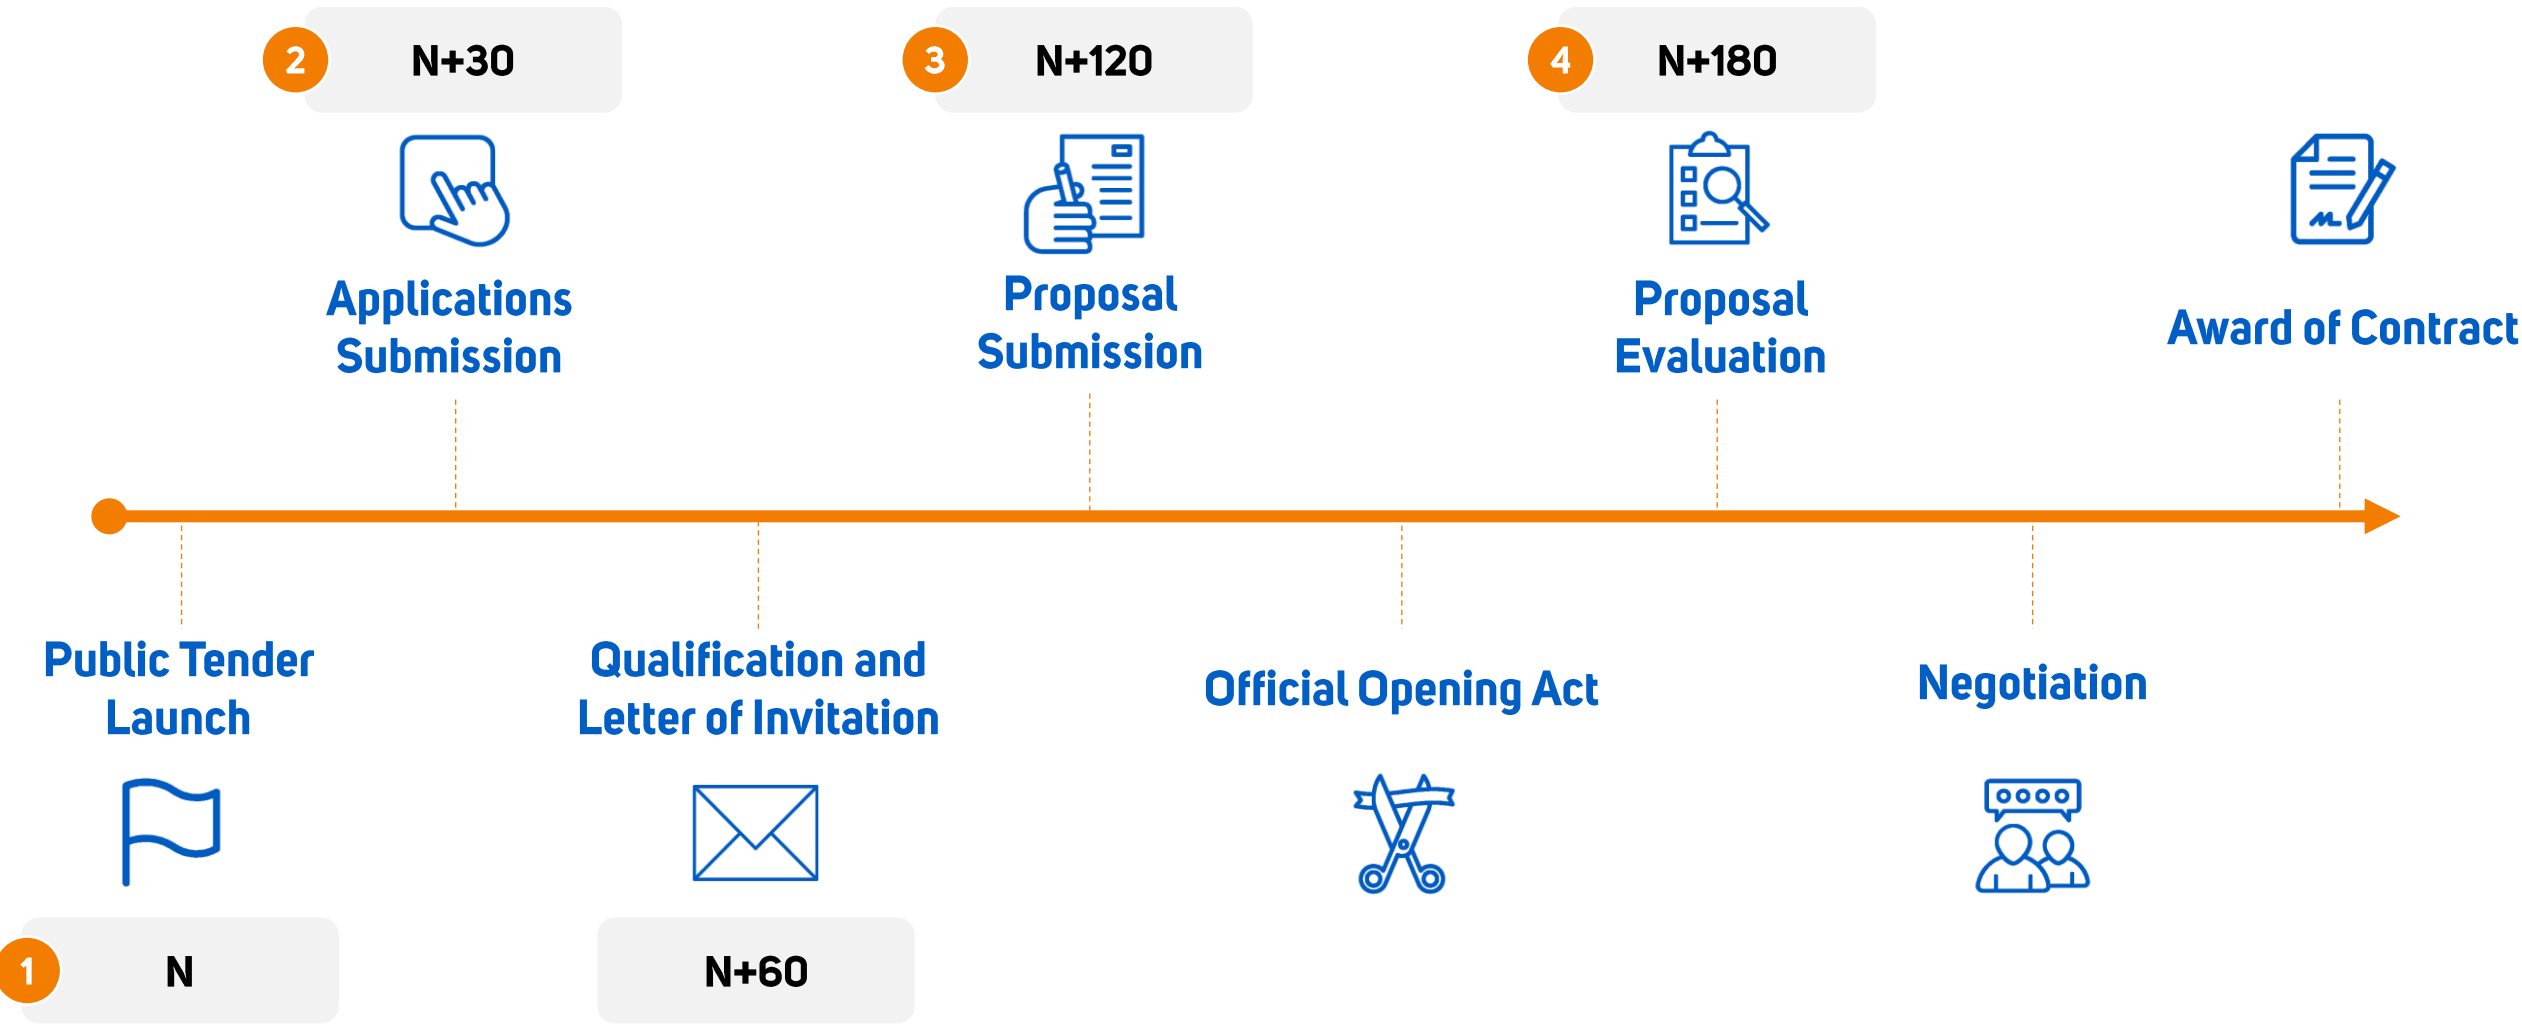 2
N+30
3
N+120
4
N+180
Applications
Submission
Proposal
Submission
Proposal
Evaluation
Award of Contract
Public Tender
Launch
Qualification and
Letter of Invitation
Official Opening Act
Negotiation
1
N
N+60